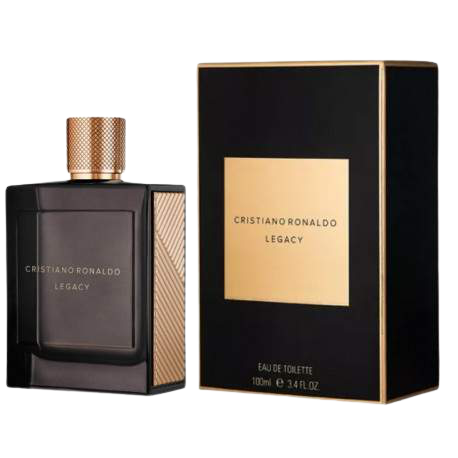 CRISTIANO RONALDO
LEGACY
CRISTIANO RONALDO
LEGACY
EAU DE TOILETTE
100ml e 3.4 FL.OZ.